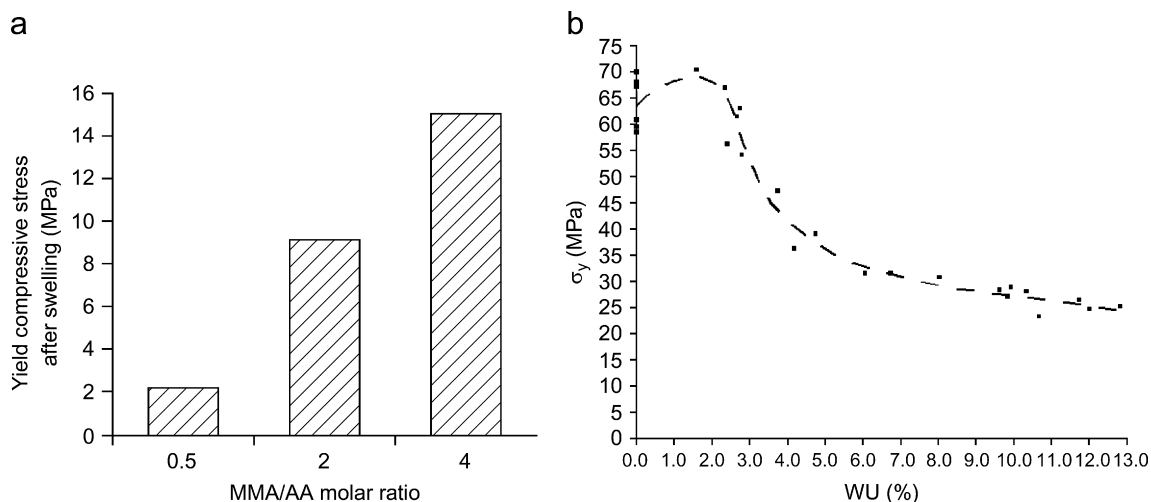 a
Yield compressive stress
after swelling (MPa)
16
14
12
10
8
6
4
2
0
0.5 2 4
MMA/AA molar ratio
b
σy (MPa)
75
70
65
60
55
50
45
40
35
30
25
20
15
10
5
0
0.0 1.0 2.0 3.0 4.0 5.0 6.0 7.0 8.0 9.0 10.0 11.0 12.0 13.0
WU (%)